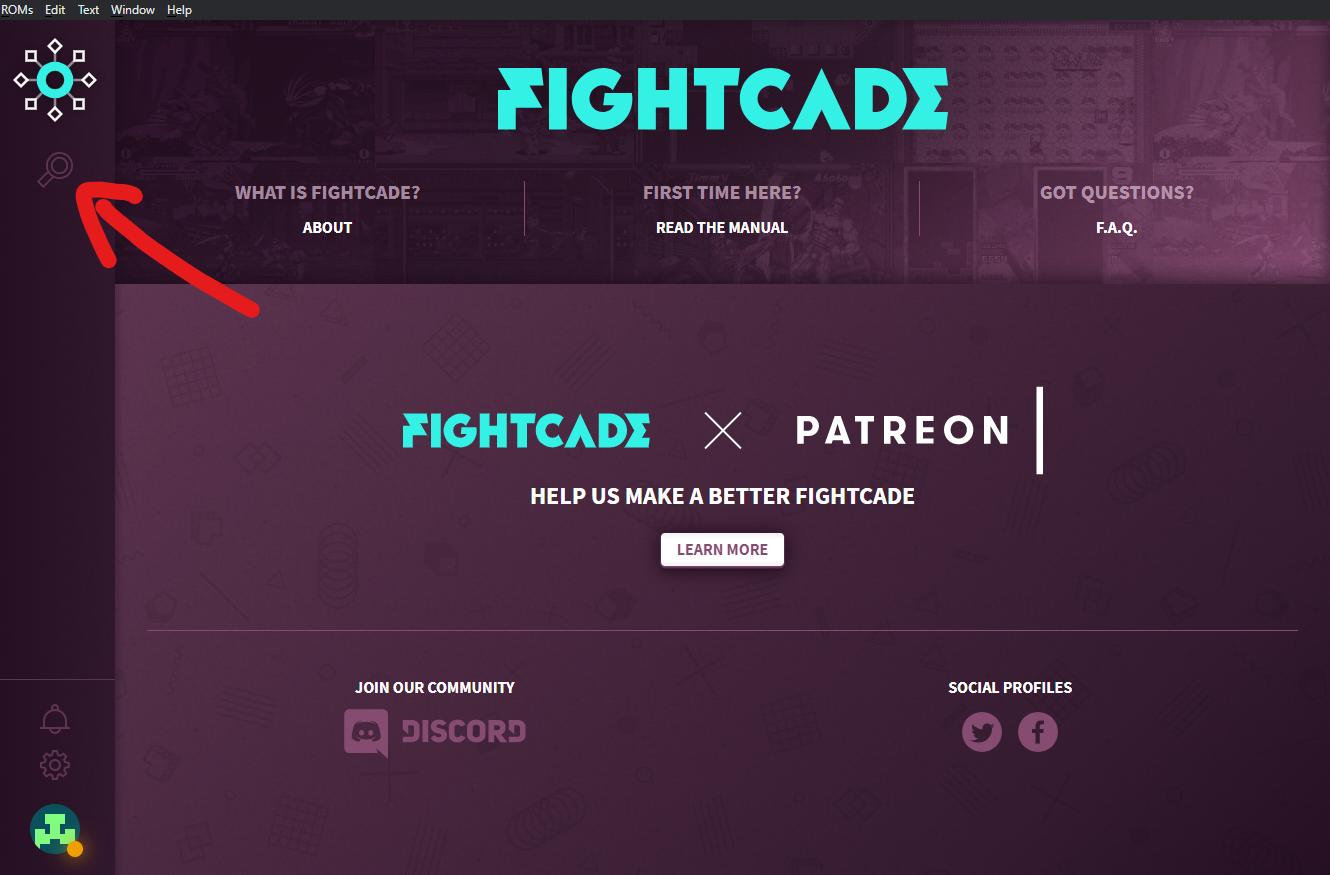 ROMs Edit Text Window Help
FIGHTCADE
WHAT IS FIGHTCADE? FIRST TIME HERE? GOT QUESTIONS?
ABOUT READ THE MANUAL F.A.Q.
FIGHTCADE X PATREON
HELP US MAKE A BETTER FIGHTCADE
LEARN MORE
JOIN OUR COMMUNITY SOCIAL PROFILES
DISCORD